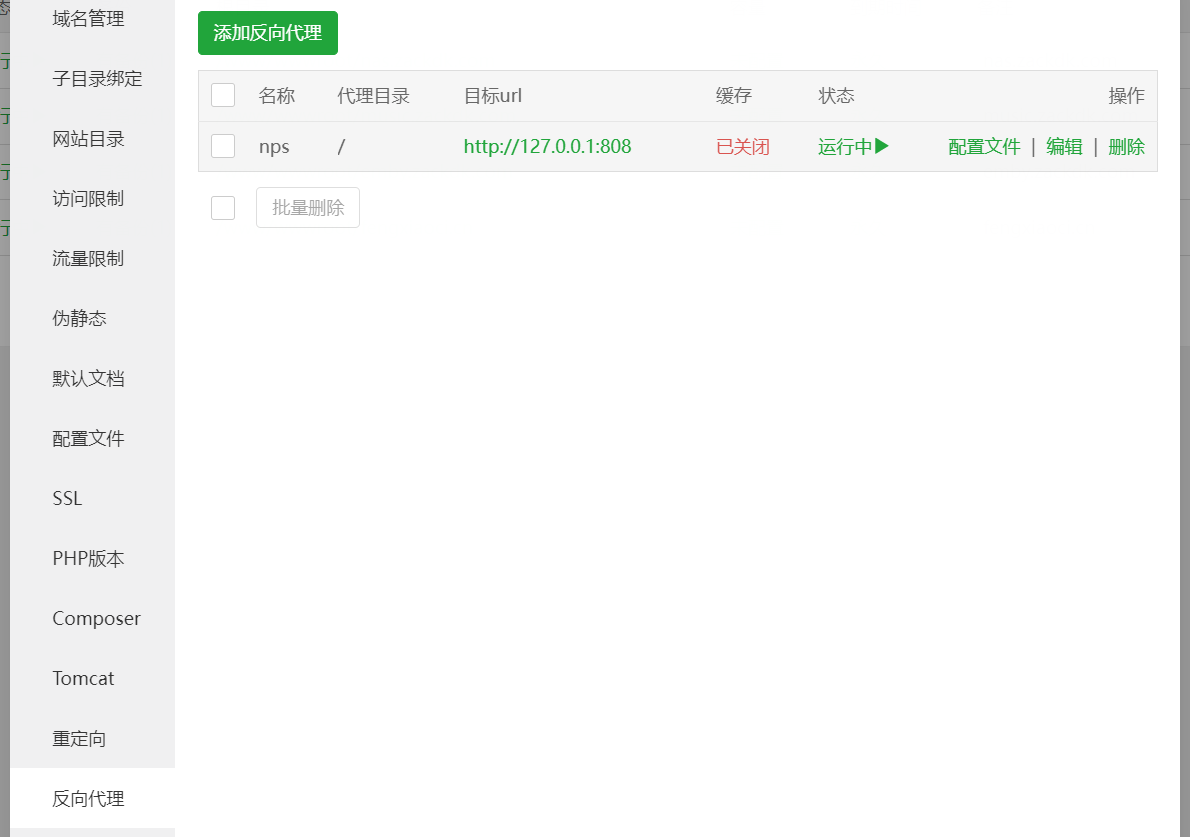 域名管理
子目录绑定
网站目录
访问限制
流量限制
伪静态
默认文档
配置文件
SSL
PHP版本
Composer
Tomcat
重定向
反向代理
添加反向代理
名称 代理目录 目标url 缓存 状态 操作
nps / http://127.0.0.1:808 已关闭 运行中▶ 配置文件 | 编辑 | 删除
批量删除